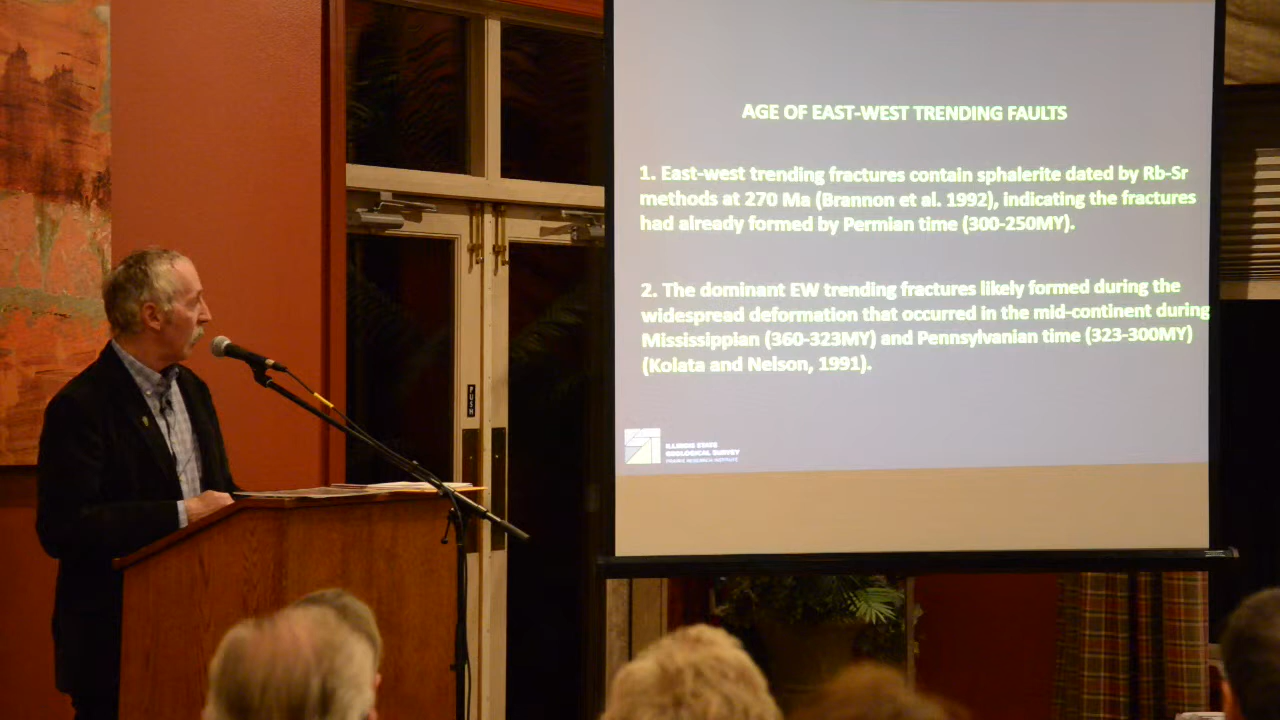 AGE OF EAST-WEST TRENDING FAULTS
1. East-west trending fractures contain sphalerite dated by Rb-Sr
methods at 270 Ma (Brannon et al. 1992), indicating the fractures
had already formed by Permian time (300-250MY).
2. The dominant EW trending fractures likely formed during the
widespread deformation that occurred in the mid-continent during
Mississippian (360-323MY) and Pennsylvanian time (323-300MY)
(Kolata and Nelson, 1991).
ILLINOIS STATE
GEOLOGICAL SURVEY
PRAIRIE RESEARCH INSTITUTE
PUSH